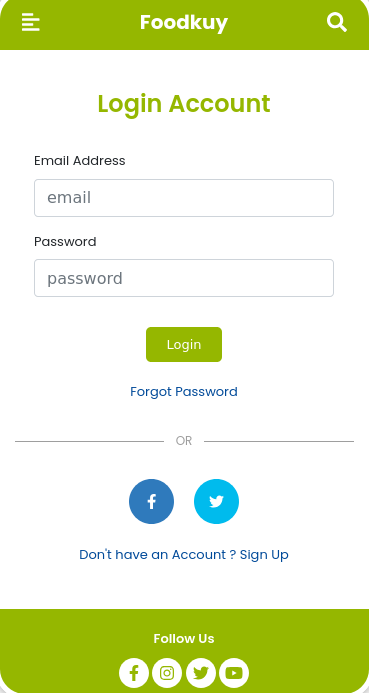 Foodkuy
Login Account
Email Address
email
Password
password
Login
Forgot Password
OR
Don't have an Account ? Sign Up
Follow Us